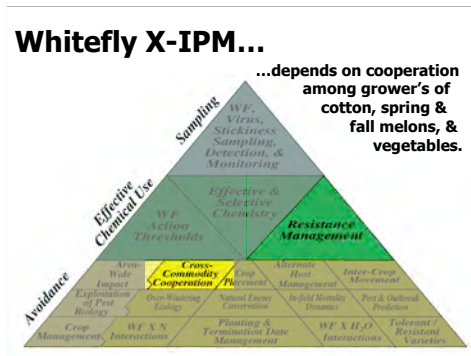 Whitefly X-IPM…
…depends on cooperation
among grower's of
cotton, spring &
fall melons, &
vegetables.
Sampling
WF,
Virus,
Stickiness
Sampling,
Detection, &
Monitoring
Effective
Chemical Use
WF
Action
Thresholds
Effective &
Selective
Chemistry
Resistance
Management
Avoidance
Area-
Wide
Impact
Cross-
Commodity
Cooperation
Crop
Placement
Alternate
Host
Management
Inter-Crop
Movement
Exploitation
of Pest
Biology
Over-Wintering
Ecology
Natural Enemy
Conservation
In-field Mortality
Dynamics
Pest & Outbreak
Prediction
Crop
Management
WF X N
Interactions
Planting &
Termination Date
Management
WF X H₂O
Interactions
Tolerant /
Resistant
Varieties